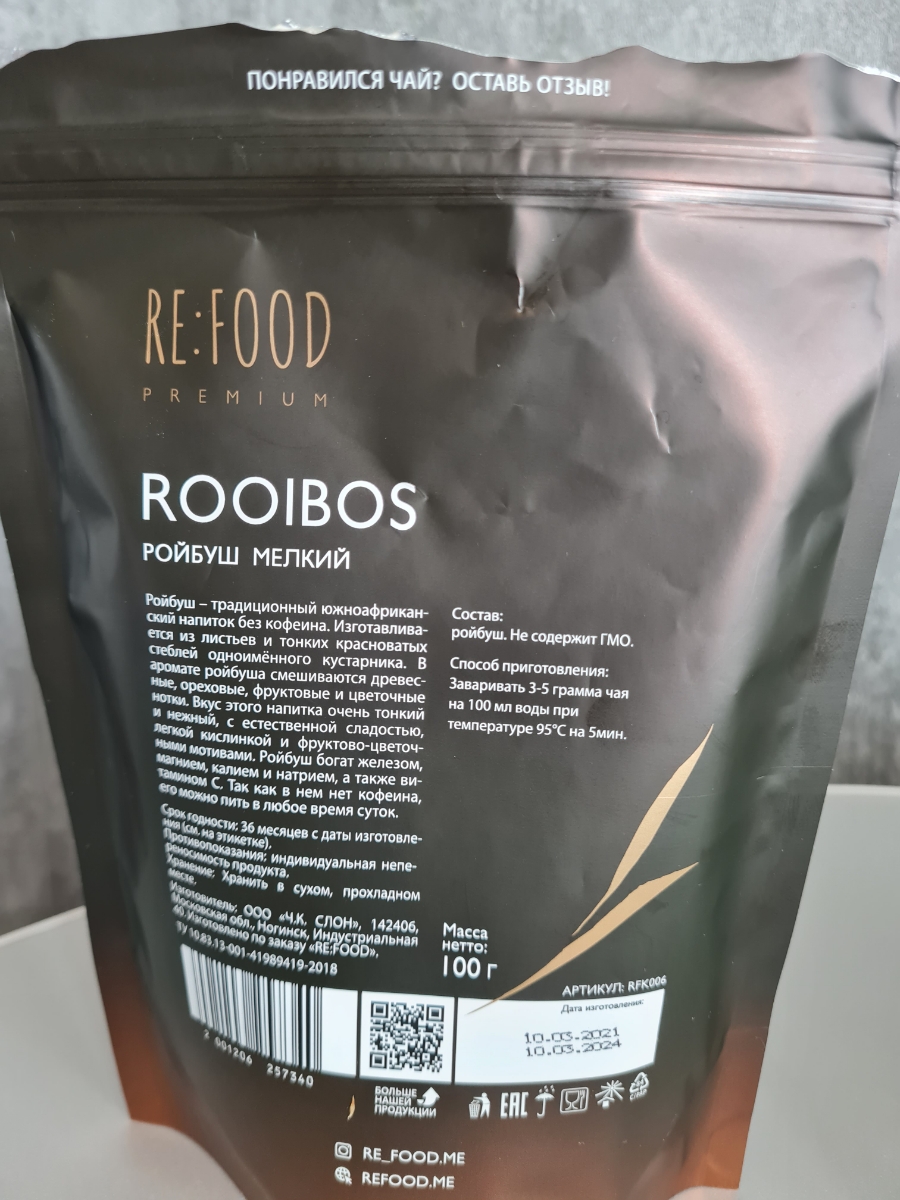 ПОНРАВИЛСЯ ЧАЙ? ОСТАВЬ ОТЗЫВ!
RE:FOOD
PREMIUM
ROOIBOS
РОЙБУШ МЕЛКИЙ
Ройбуш – традиционный южноафрикан-
ский напиток без кофеина. Изготавлива-
ется из листьев и тонких красноватых
стеблей одноимённого кустарника. В
аромате ройбуша смешиваются древес-
ные, ореховые, фруктовые и цветочные
нотки. Вкус этого напитка очень тонкий
и нежный, с естественной сладостью,
легкой кислинкой и фруктово-цветоч-
ными мотивами. Ройбуш богат железом,
магнием, калием и натрием, а также ви-
тамином С. Так как в нем нет кофеина,
его можно пить в любое время суток.
Срок годности: 36 месяцев с даты изготовле-
ния (см. на этикетке).
Противопоказания: индивидуальная непе-
реносимость продукта.
Хранение: Хранить в сухом, прохладном
месте.
Изготовитель: ООО «Ч.К. СЛОН», 142406,
Московская обл., Ногинск, Индустриальная
40. Изготовлено по заказу «RE:FOOD»,
ТУ 10.83.13-001-41989419-2018
Состав:
ройбуш. Не содержит ГМО.
Способ приготовления:
Заваривать 3-5 грамма чая
на 100 мл воды при
температуре 95°С на 5мин.
Масса
нетто:
100 г
АРТИКУЛ: RFK006
Дата изготовления:
10.03.2021
10.03.2024
2 001206 257340
БОЛЬШЕ
НАШЕЙ
ПРОДУКЦИИ
EAC
RE_FOOD.ME
REFOOD.ME